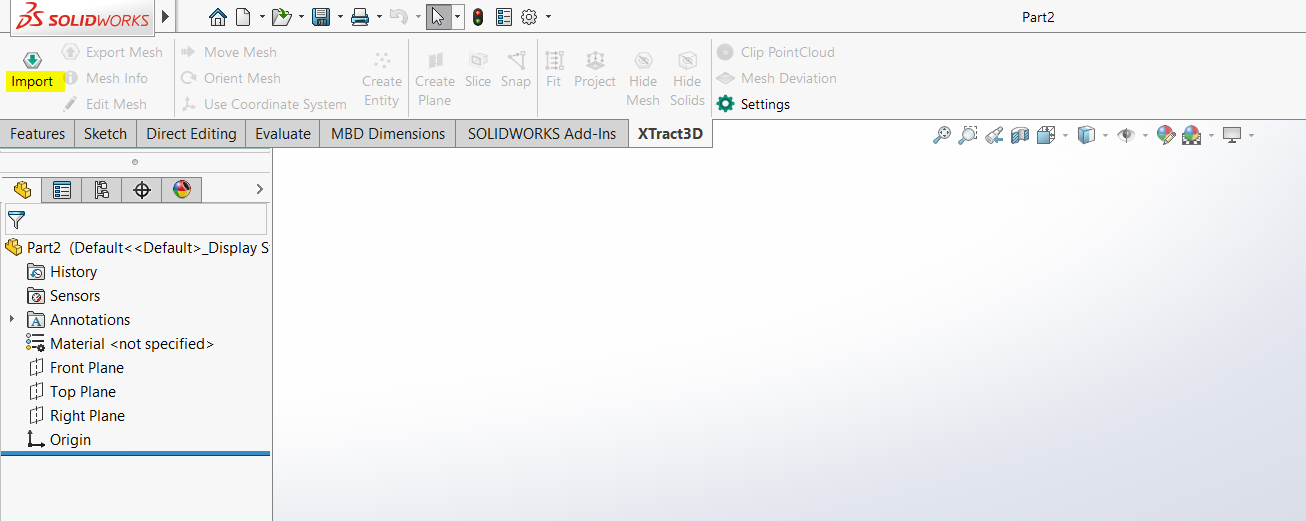 SOLIDWORKS
Part2
Import
Export Mesh
Mesh Info
Edit Mesh
Move Mesh
Orient Mesh
Use Coordinate System
Create
Entity
Create
Plane
Slice
Snap
Fit
Project
Hide
Mesh
Hide
Solids
Clip PointCloud
Mesh Deviation
Settings
Features
Sketch
Direct Editing
Evaluate
MBD Dimensions
SOLIDWORKS Add-Ins
XTract3D
Part2 (Default<<Default>_Display S
History
Sensors
Annotations
Material <not specified>
Front Plane
Top Plane
Right Plane
Origin